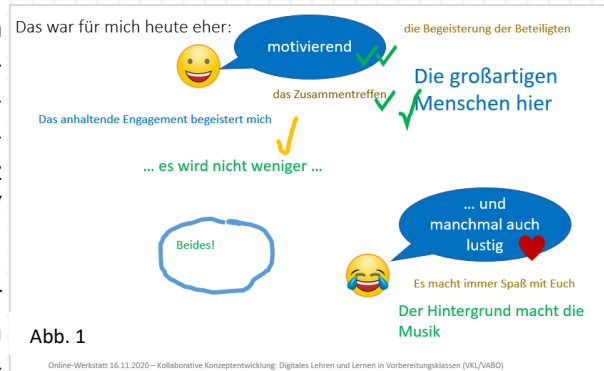 Das war für mich heute eher:
motivierend
die Begeisterung der Beteiligten
das Zusammentreffen
Die großartigen
Menschen hier
Das anhaltende Engagement begeistert mich
... es wird nicht weniger ...
Beides!
... und
manchmal auch
lustig
Es macht immer Spaß mit Euch
Der Hintergrund macht die
Musik
Abb. 1
Online-Werkstatt 16.11.2020 – Kollaborative Konzeptentwicklung: Digitales Lehren und Lernen in Vorbereitungsklassen (VKL/VABO)